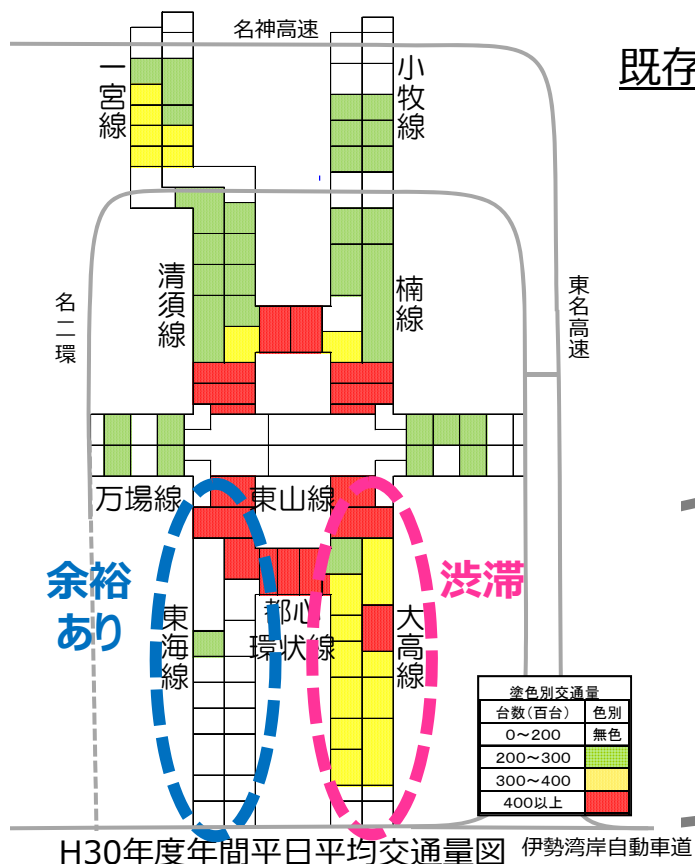 名神高速
既存
一宮線
小牧線
清須線
楠線
名二環
東名高速
万場線
東山線
余裕
あり
渋滞
東海線
都心
環状線
大高線
塗色別交通量
台数(百台) 色別
0～200 無色
200～300
300～400
400以上
H30年度年間平日平均交通量図
伊勢湾岸自動車道